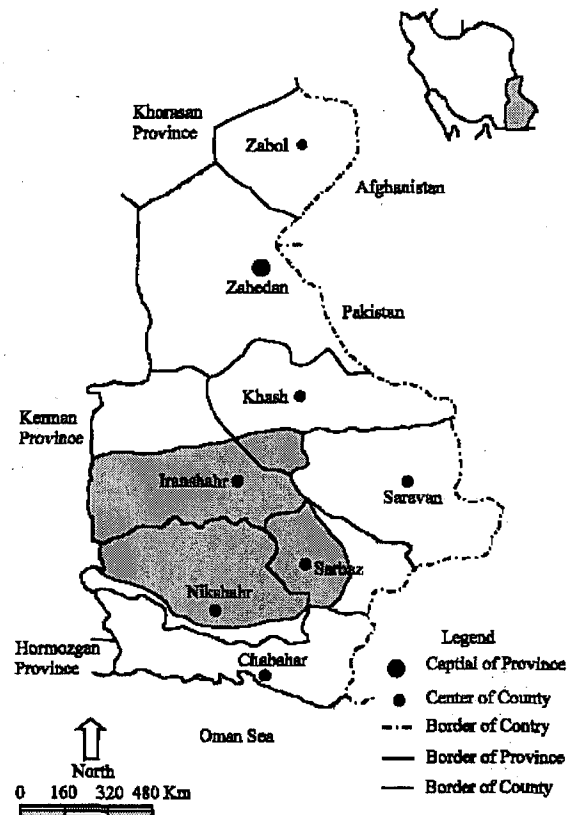 Khorasan
Province
Zabol
Afghanistan
Zahedan
Pakistan
Khash
Kerman
Province
Iranshahr
Saravan
Sarbaz
Nikshahr
Hormozgan
Province
Chabahar
Legend
Captial of Province
Center of County
Border of Contry
Border of Province
Border of County
Oman Sea
North
0 160 320 480 Km